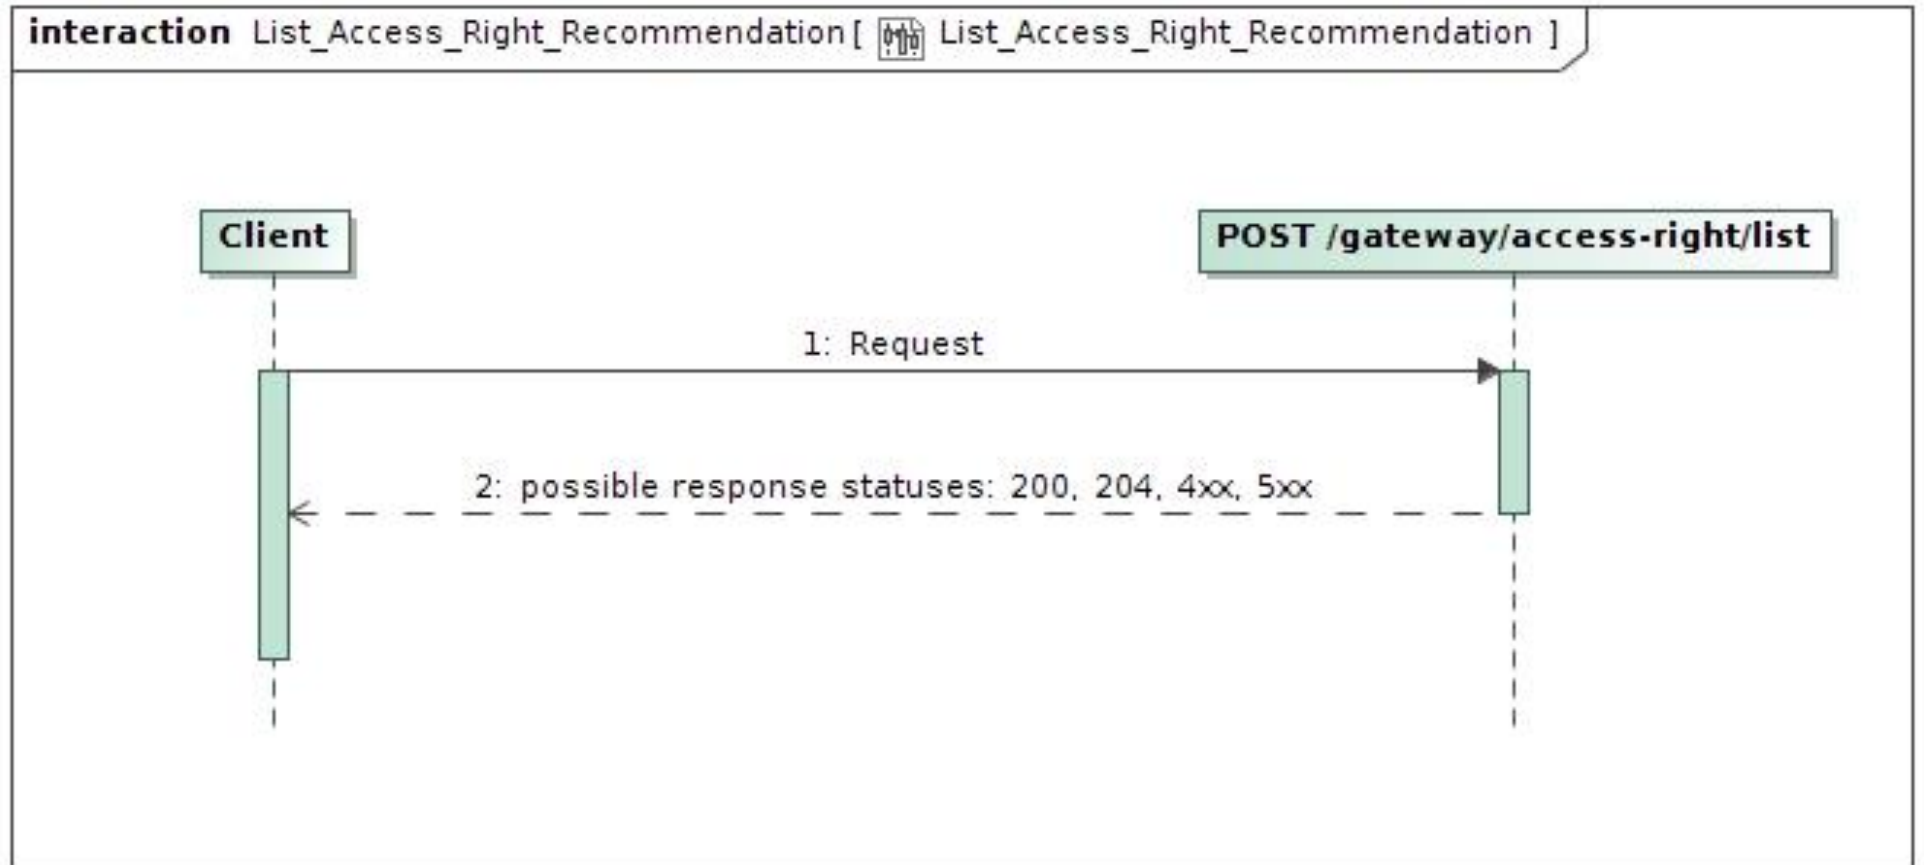 interaction List_Access_Right_Recommendation[ List_Access_Right_Recommendation ]
Client
POST /gateway/access-right/list
1: Request
2: possible response statuses: 200, 204, 4xx, 5xx